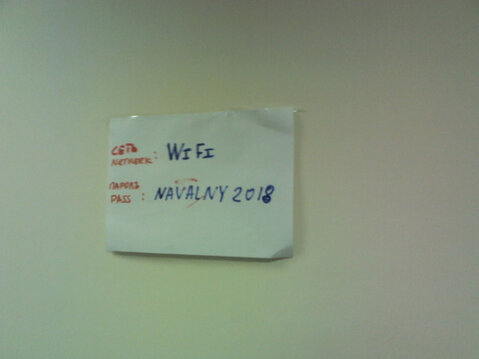 СЕТЬ
NETWORK : WIFI
ПАРОЛЬ
PASS : NAVALNY 2018